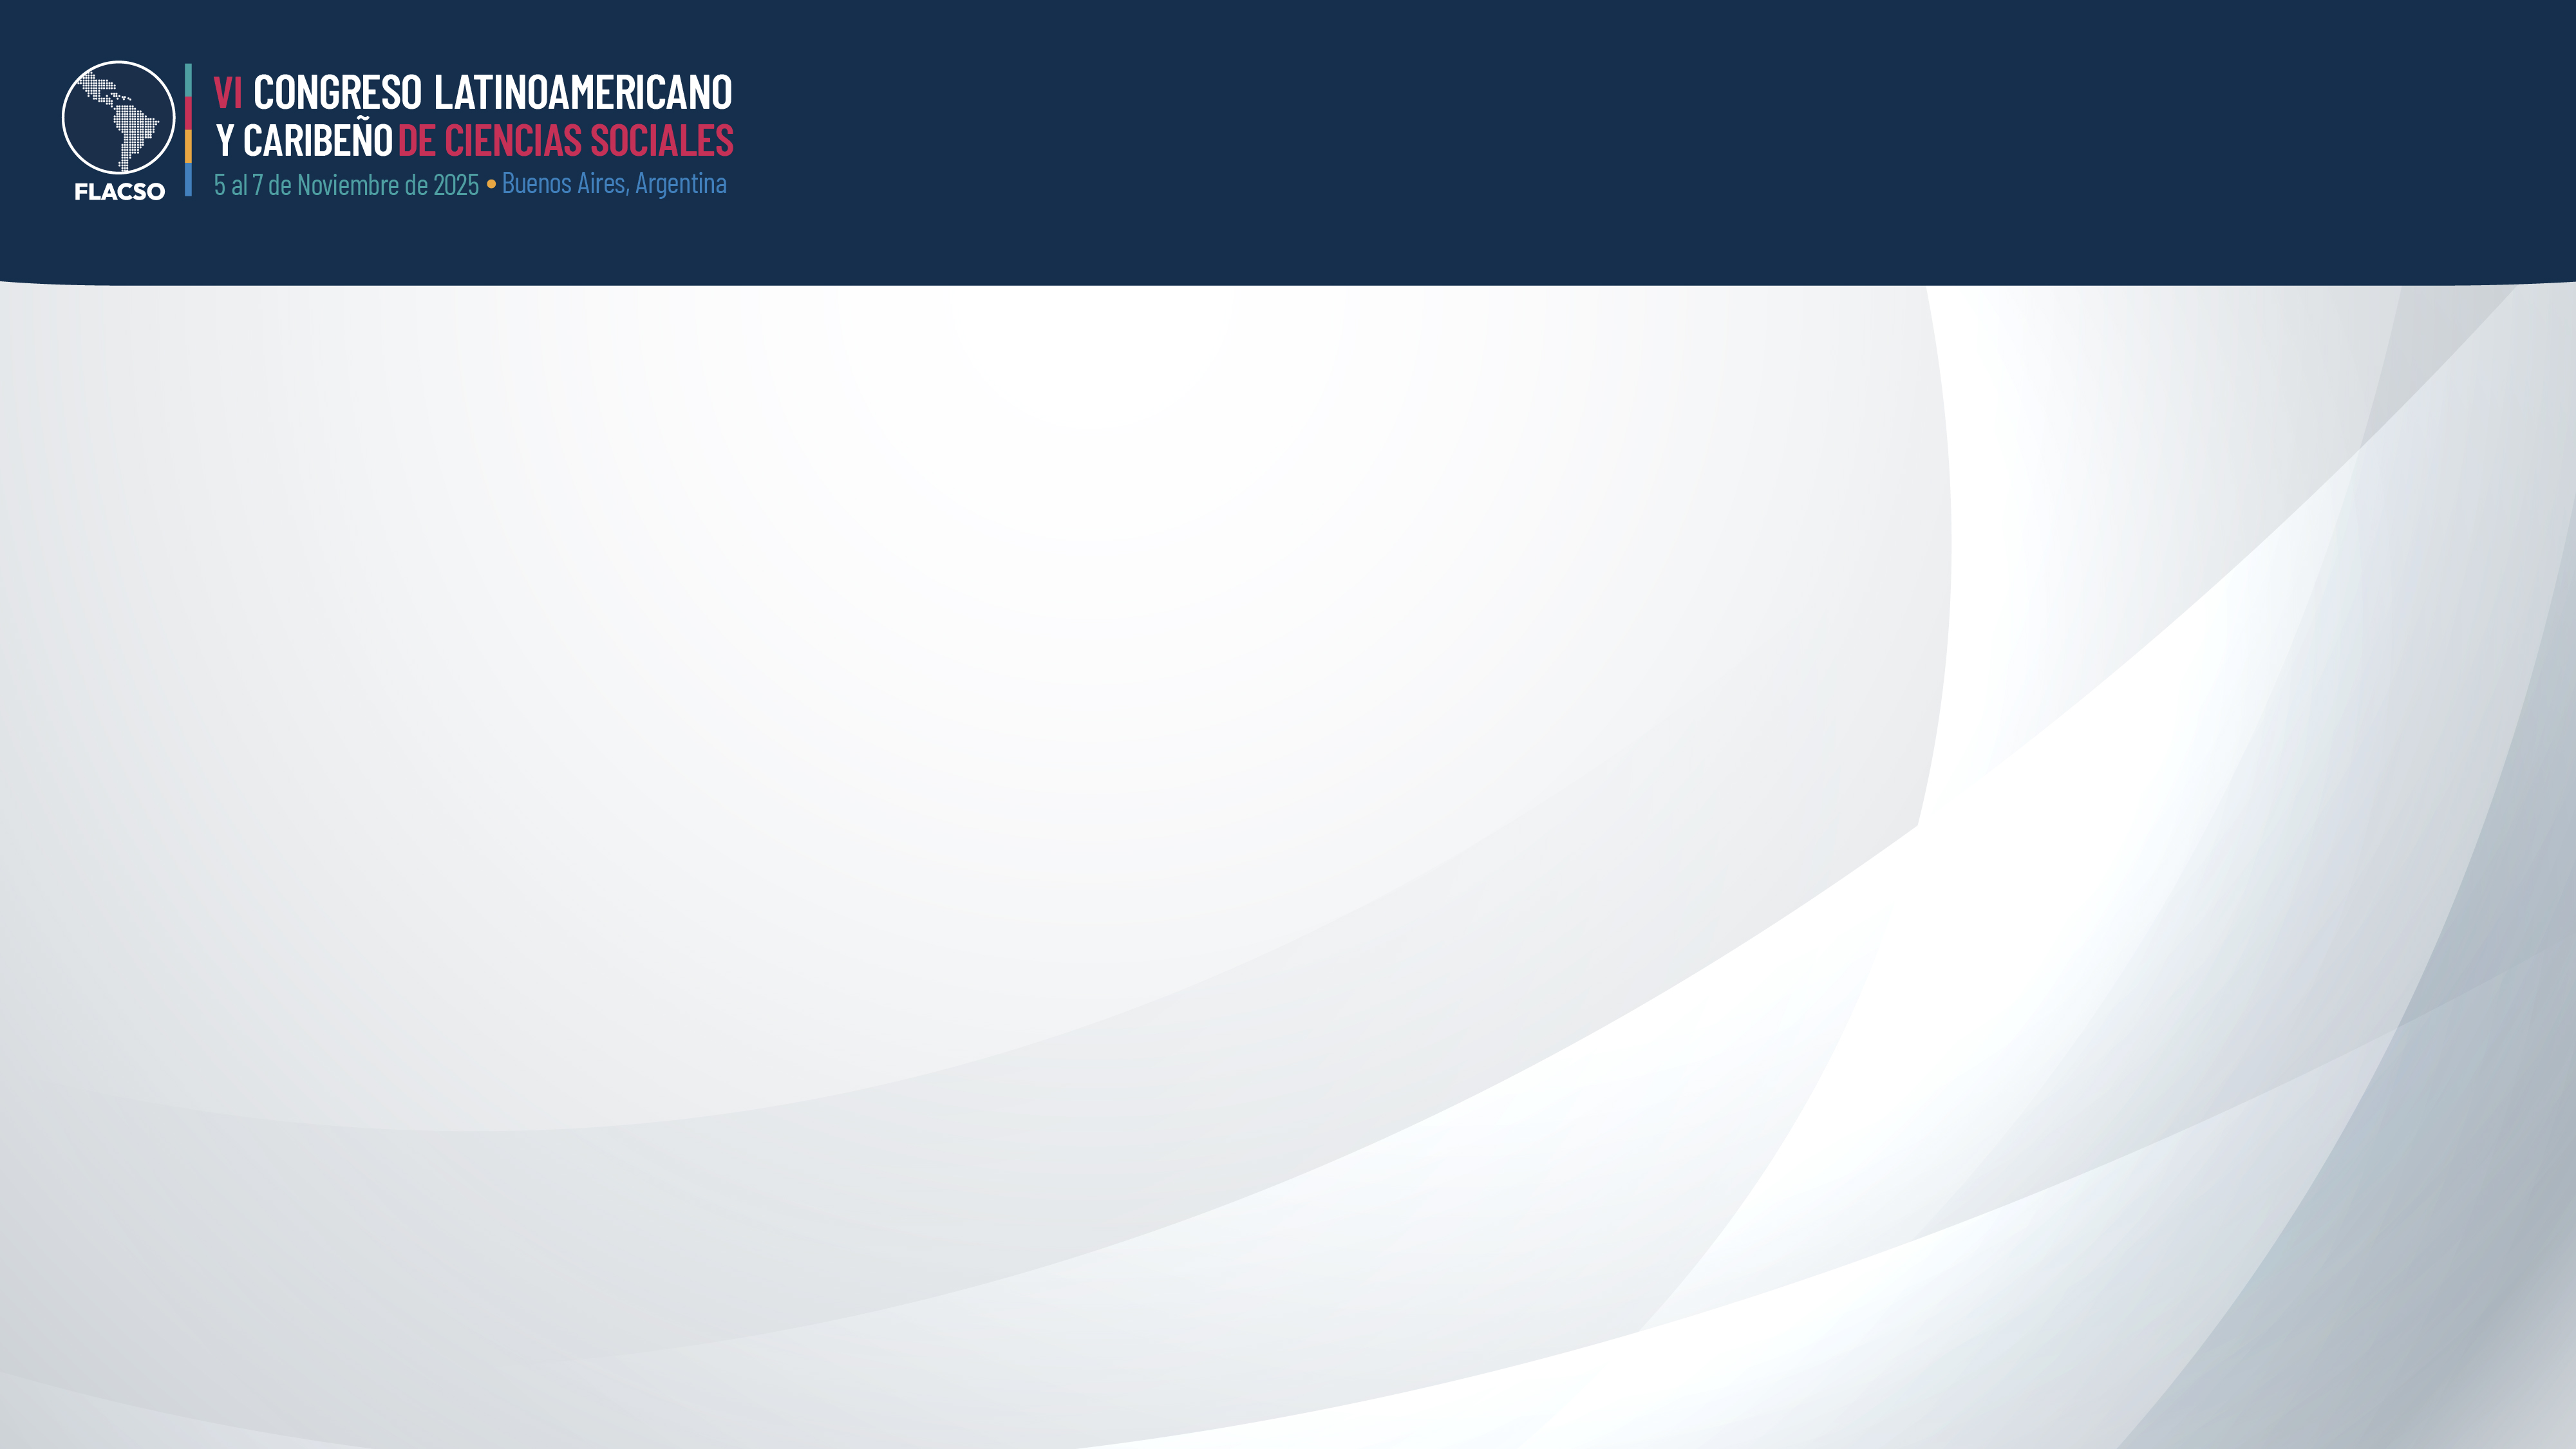 VI CONGRESO LATINOAMERICANO
Y CARIBEÑO DE CIENCIAS SOCIALES
5 al 7 de Noviembre de 2025 • Buenos Aires, Argentina
FLACSO